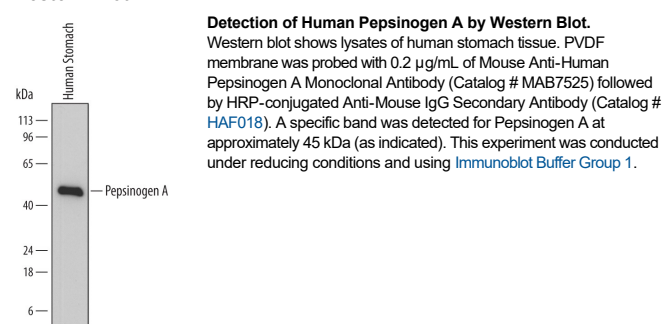 Human Stomach
kDa
113
96
65
40
24
18
6
Pepsinogen A
Detection of Human Pepsinogen A by Western Blot.
Western blot shows lysates of human stomach tissue. PVDF
membrane was probed with 0.2 µg/mL of Mouse Anti-Human
Pepsinogen A Monoclonal Antibody (Catalog # MAB7525) followed
by HRP-conjugated Anti-Mouse IgG Secondary Antibody (Catalog #
HAF018). A specific band was detected for Pepsinogen A at
approximately 45 kDa (as indicated). This experiment was conducted
under reducing conditions and using Immunoblot Buffer Group 1.